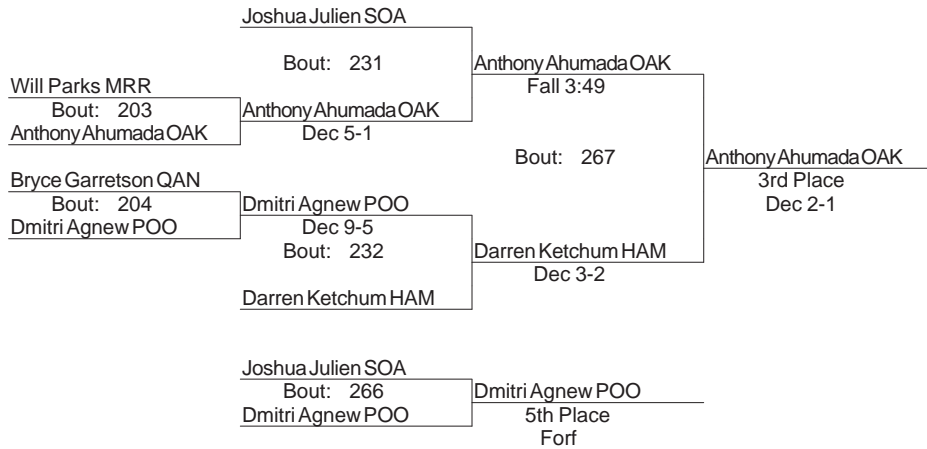 Joshua Julien SOA
Bout: 231
Anthony Ahumada OAK
Fall 3:49
Will Parks MRR
Bout: 203
Anthony Ahumada OAK
Anthony Ahumada OAK
Dec 5-1
Bout: 267
Anthony Ahumada OAK
3rd Place
Dec 2-1
Bryce Garretson QAN
Bout: 204
Dmitri Agnew POO
Dmitri Agnew POO
Dec 9-5
Bout: 232
Darren Ketchum HAM
Dec 3-2
Darren Ketchum HAM
Joshua Julien SOA
Bout: 266
Dmitri Agnew POO
Dmitri Agnew POO
5th Place
Forf